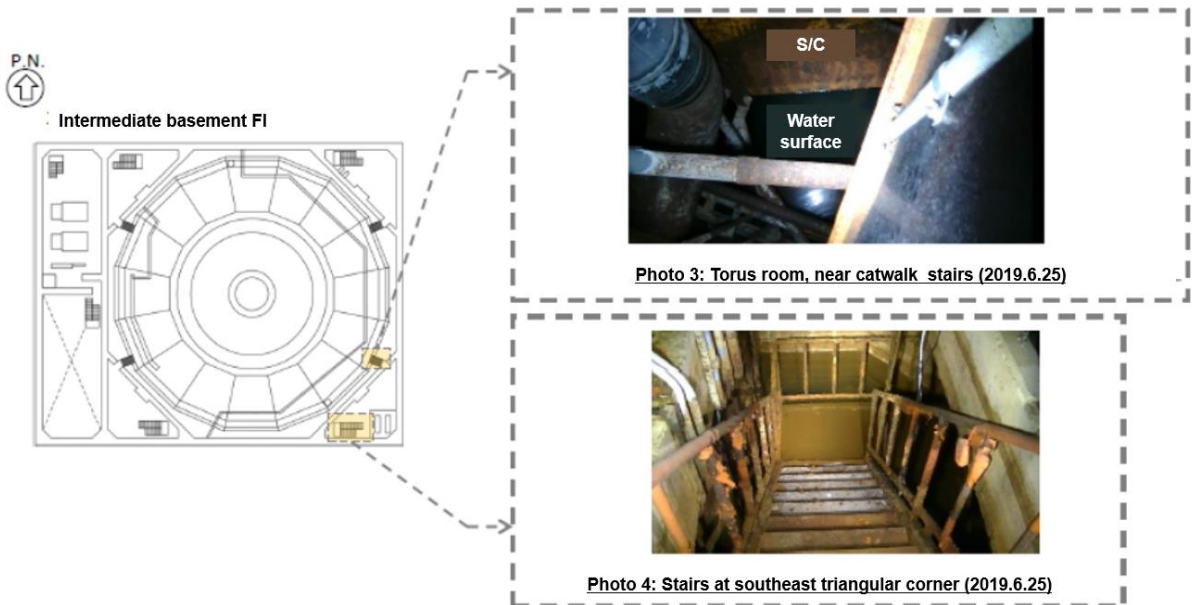 P.N.
: Intermediate basement Fl
S/C
Water
surface
Photo 3: Torus room, near catwalk stairs (2019.6.25)
Photo 4: Stairs at southeast triangular corner (2019.6.25)